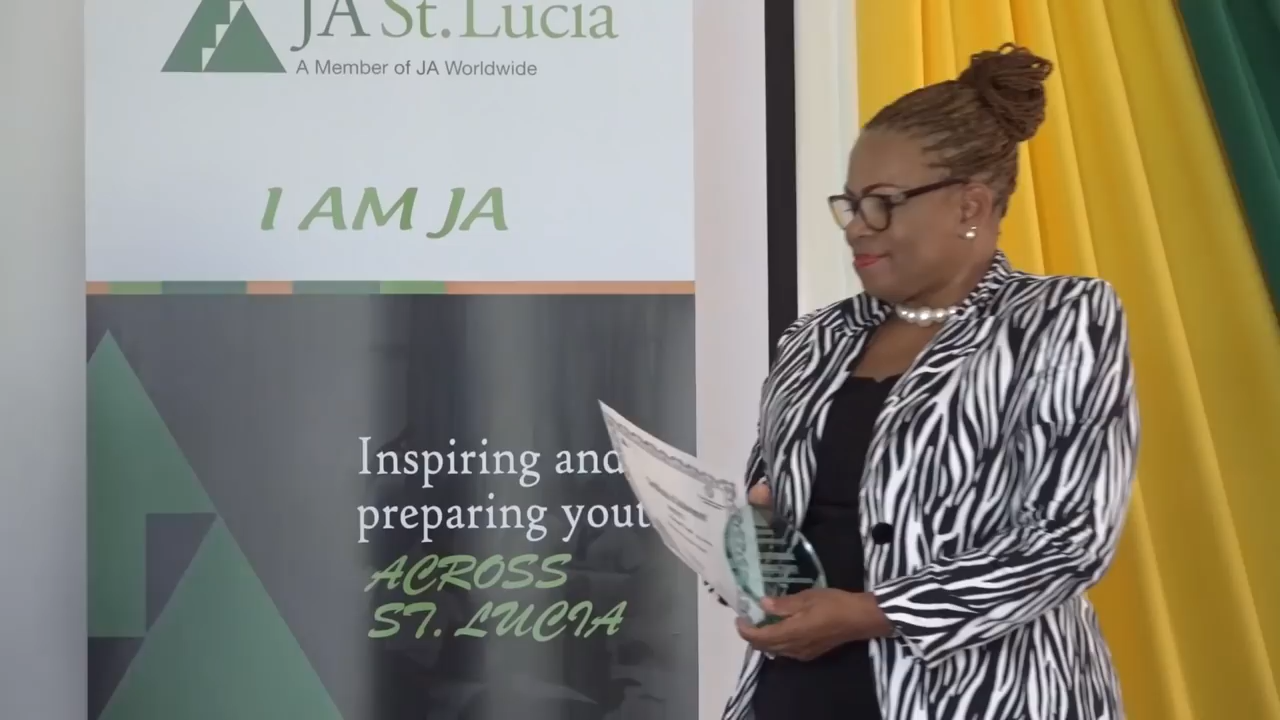 JA St. Lucia
A Member of JA Worldwide
I AM JA
Inspiring and
preparing yout
ACROSS
ST. LUCIA